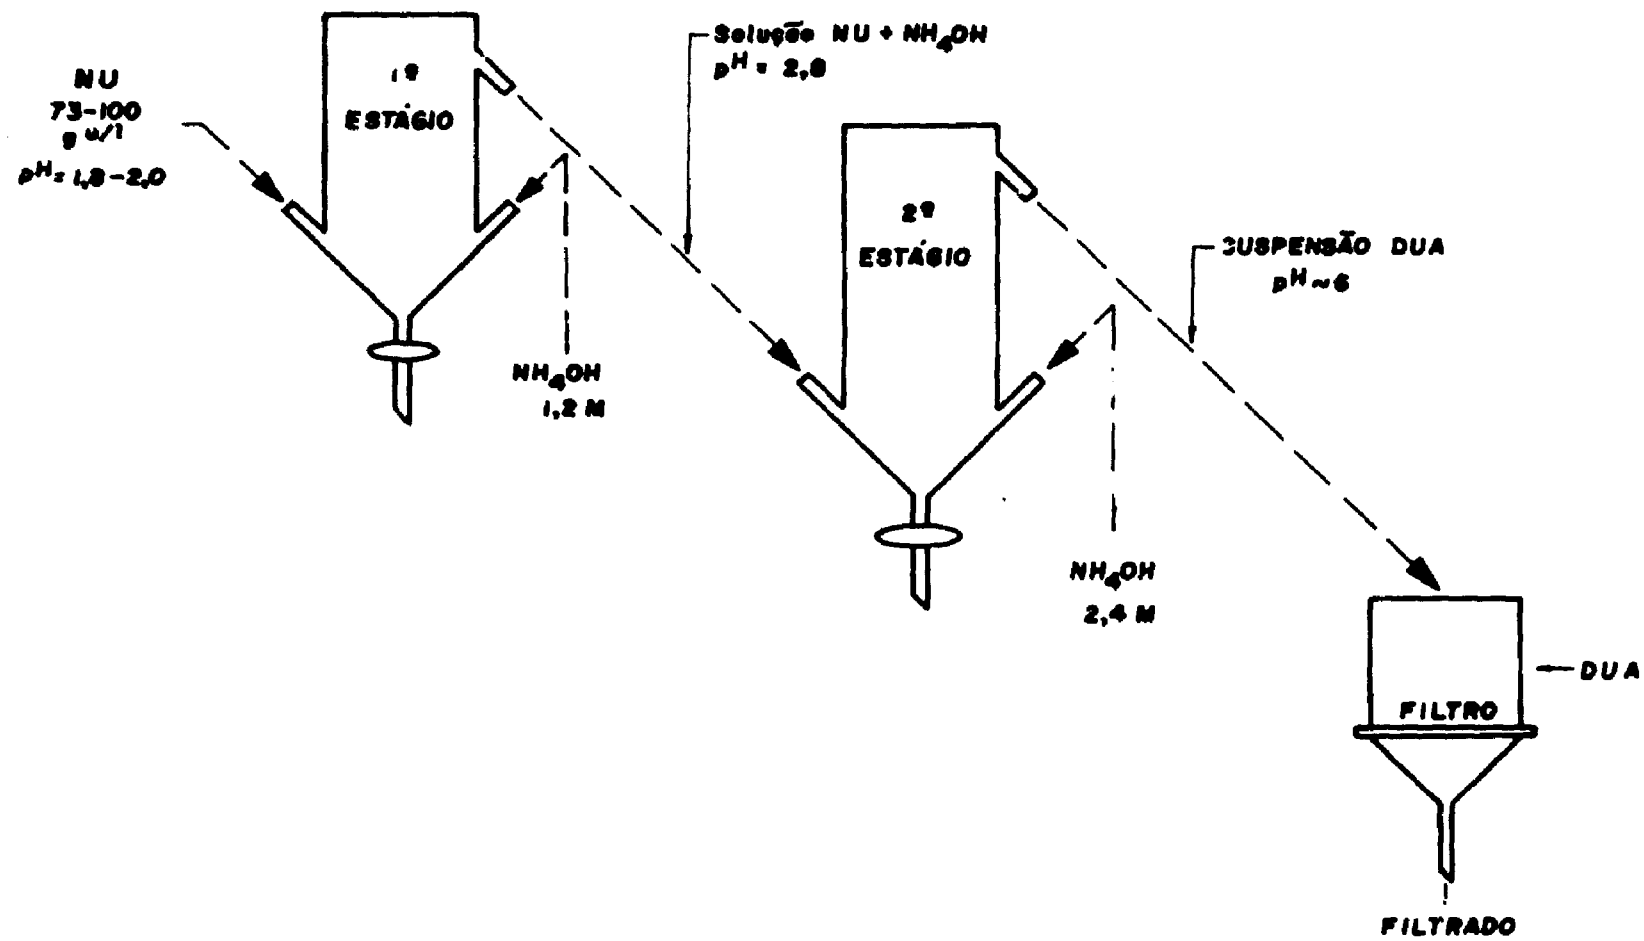 NU
73-100
g u/l
pH = 1,8-2,0
1º
ESTÁGIO
Solução NU + NH4OH
pH = 2,8
NH4OH
1,2 M
2º
ESTÁGIO
SUSPENSÃO DUA
pH ~ 6
NH4OH
2,4 M
DUA
FILTRO
FILTRADO